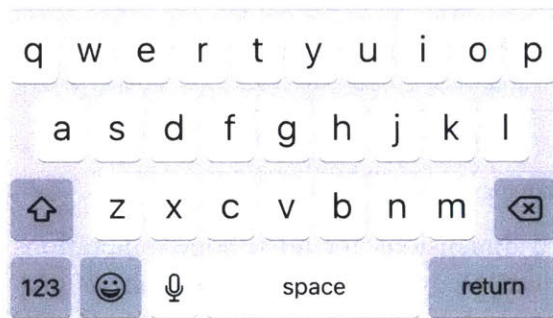 q w e r t y u i o p
a s d f g h j k l
z x c v b n m
123 space return